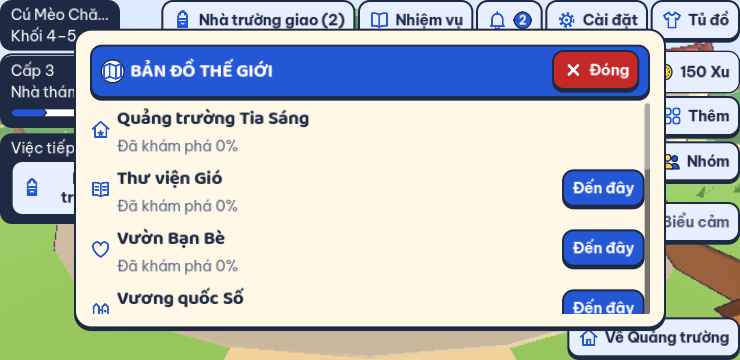 Cú Mèo Chă...
Khối 4–5
Nhà trường giao (2)
Nhiệm vụ
2
Cài đặt
Tủ đồ
Cấp 3
Nhà thám
Việc tiếp
150 Xu
Thêm
Nhóm
Biểu cảm
Về Quảng trường
BẢN ĐỒ THẾ GIỚI
Đóng
Quảng trường Tia Sáng
Đã khám phá 0%
Thư viện Gió
Đã khám phá 0%
Đến đây
Vườn Bạn Bè
Đã khám phá 0%
Đến đây
Vương quốc Số
Đến đây